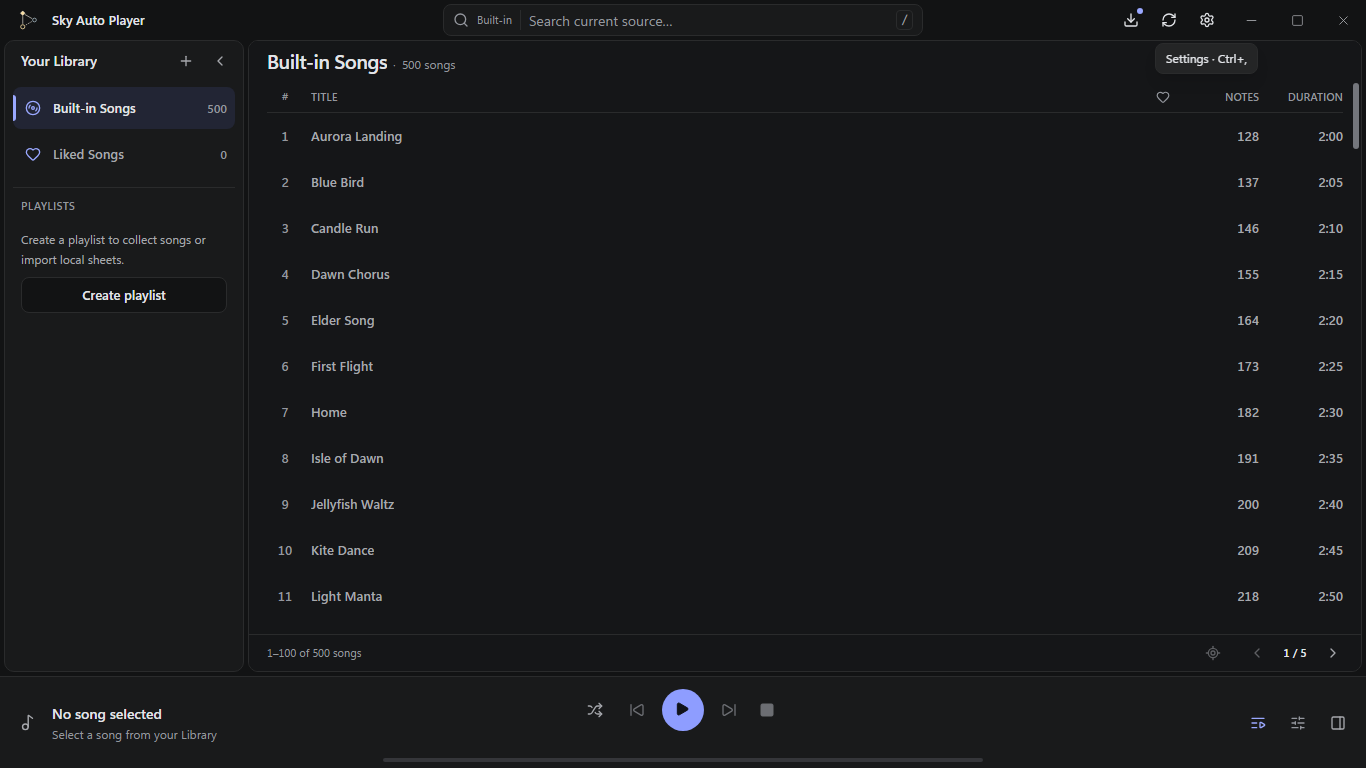 Sky Auto Player
Built-in
Search current source...
/
Your Library
Built-in Songs 500
Liked Songs 0
PLAYLISTS
Create a playlist to collect songs or
import local sheets.
Create playlist
Built-in Songs · 500 songs
Settings · Ctrl+,
# TITLE NOTES DURATION
1 Aurora Landing 128 2:00
2 Blue Bird 137 2:05
3 Candle Run 146 2:10
4 Dawn Chorus 155 2:15
5 Elder Song 164 2:20
6 First Flight 173 2:25
7 Home 182 2:30
8 Isle of Dawn 191 2:35
9 Jellyfish Waltz 200 2:40
10 Kite Dance 209 2:45
11 Light Manta 218 2:50
1–100 of 500 songs
1 / 5
No song selected
Select a song from your Library